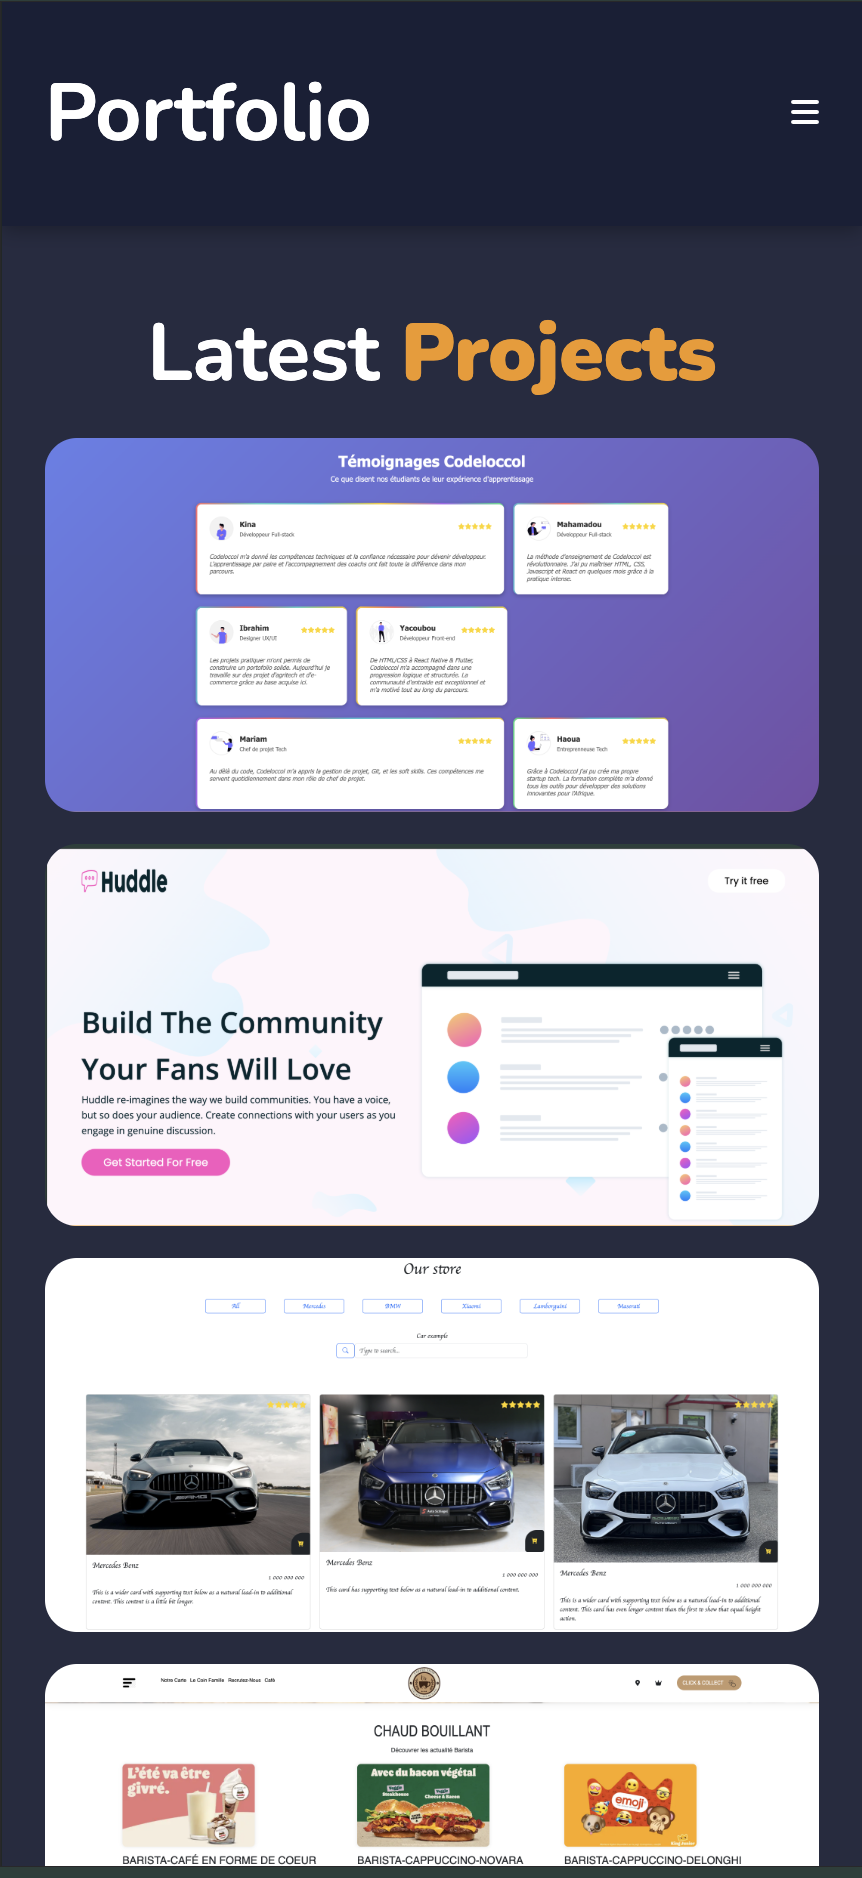 Portfolio
Latest Projects
Témoignages Codeloccol
Ce que disent nos étudiants de leur expérience d'apprentissage
Kina
Développeur Full-stack
Codeloccol m'a donné les compétences techniques et la confiance nécessaire pour dévenir développeur.
L'apprentissage par paire et l'accompagnement des coachs ont fait toute la différence dans mon
parcours.
Mahamadou
Développeur Full-stack
La méthode d'enseignement de Codeloccol est
révolutionnaire. J'ai pu maîtriser HTML, CSS,
Javascript et React en quelques mois grâce à la
pratique intense.
Ibrahim
Designer UX/UI
Les projets pratiquer m'ont permis de
construire un portofolio solide. Aujourd'hui je
travaille sur des projet d'agritech et d'e-
commerce grâce au base acquise ici.
Yacoubou
Développeur Front-end
De HTML/CSS à React Native & Flutter,
Codeloccol m'a accompagné dans une
progression logique et structurée. La
communauté d'entraide est exceptionnel et
m'a motivé tout au long du parcours.
Mariam
Chef de projet Tech
Au délà du code, Codeloccol m'a appris la gestion de projet, Git, et les soft skills. Ces compétences me
servent quotidiennement dans mon rôle de chef de projet.
Haoua
Entreprenneuse Tech
Grâce à Codeloccol j'ai pu crée ma propre
startup tech. La formation complète m'a donné
tous les outils pour développer des solutions
innovantes pour l'Afrique.
Huddle
Try it free
Build The Community
Your Fans Will Love
Huddle re-imagines the way we build communities. You have a voice,
but so does your audience. Create connections with your users as you
engage in genuine discussion.
Get Started For Free
Our store
All Mercedes BMW Xiaomi Lamborguini Maserati
Car example
Type to search...
Mercedes Benz
1 000 000 000
This is a wider card with supporting text below as a natural lead-in to additional
content. This content is a little bit longer.
Mercedes Benz
1 000 000 000
This card has supporting text below as a natural lead-in to additional content.
Mercedes Benz
1 000 000 000
This is a wider card with supporting text below as a natural lead-in to additional
content. This card has even longer content than the first to show that equal height
action.
Notre Carte Le Coin Famille Recrutez-Nous Café
CLICK & COLLECT
CHAUD BOUILLANT
Découvrer les actualité Barista
L'été va être
givré.
Avec du bacon végétal
Steakhouse
Cheese & Bacon
emoji
BARISTA-CAFÉ EN FORME DE COEUR
BARISTA-CAPPUCCINO-NOVARA
BARISTA-CAPPUCCINO-DELONGHI